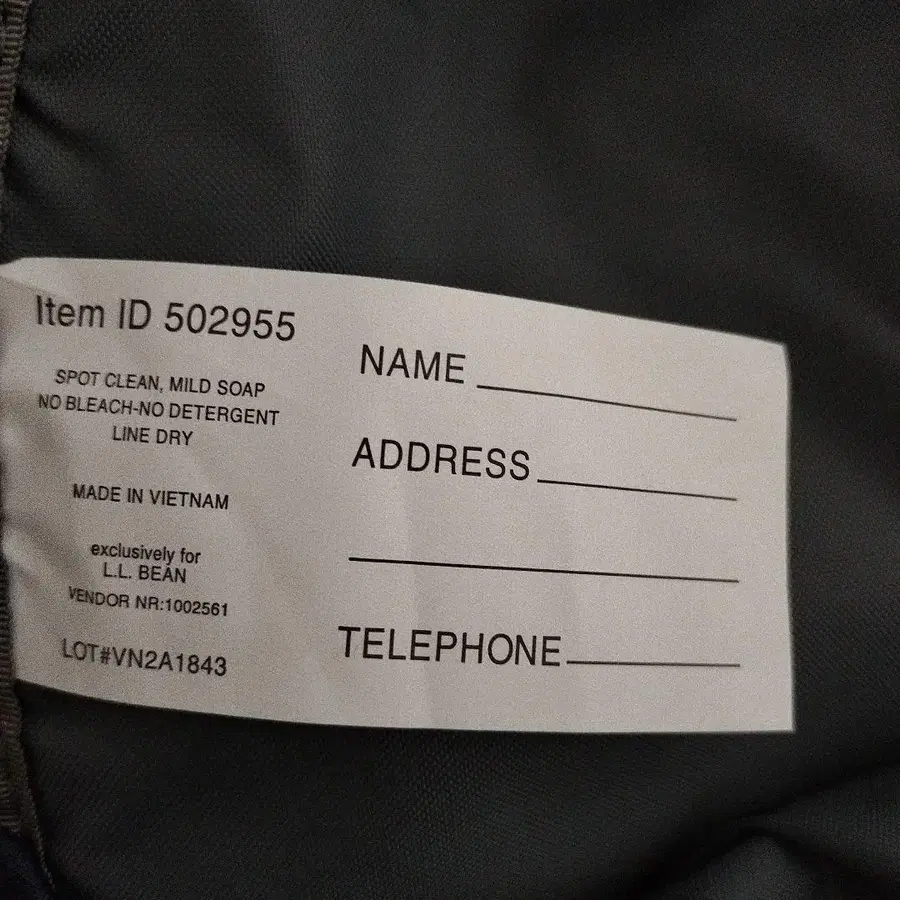 Item ID 502955
SPOT CLEAN, MILD SOAP
NO BLEACH-NO DETERGENT
LINE DRY
MADE IN VIETNAM
exclusively for
L.L. BEAN
VENDOR NR:1002561
LOT#VN2A1843
NAME
ADDRESS
TELEPHONE